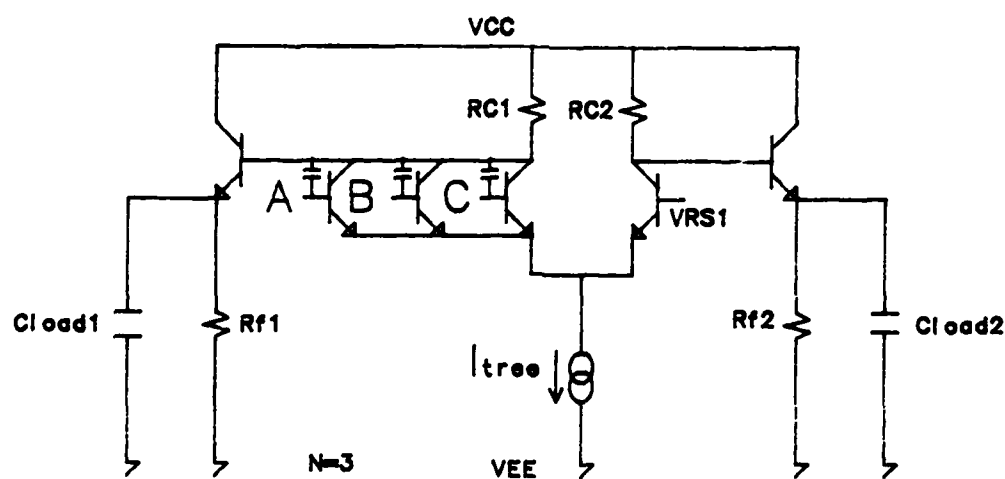 VCC
RC1 RC2
A B C
VRS1
Cload1 Rf1 Rf2 Cload2
Itree
N=3 VEE